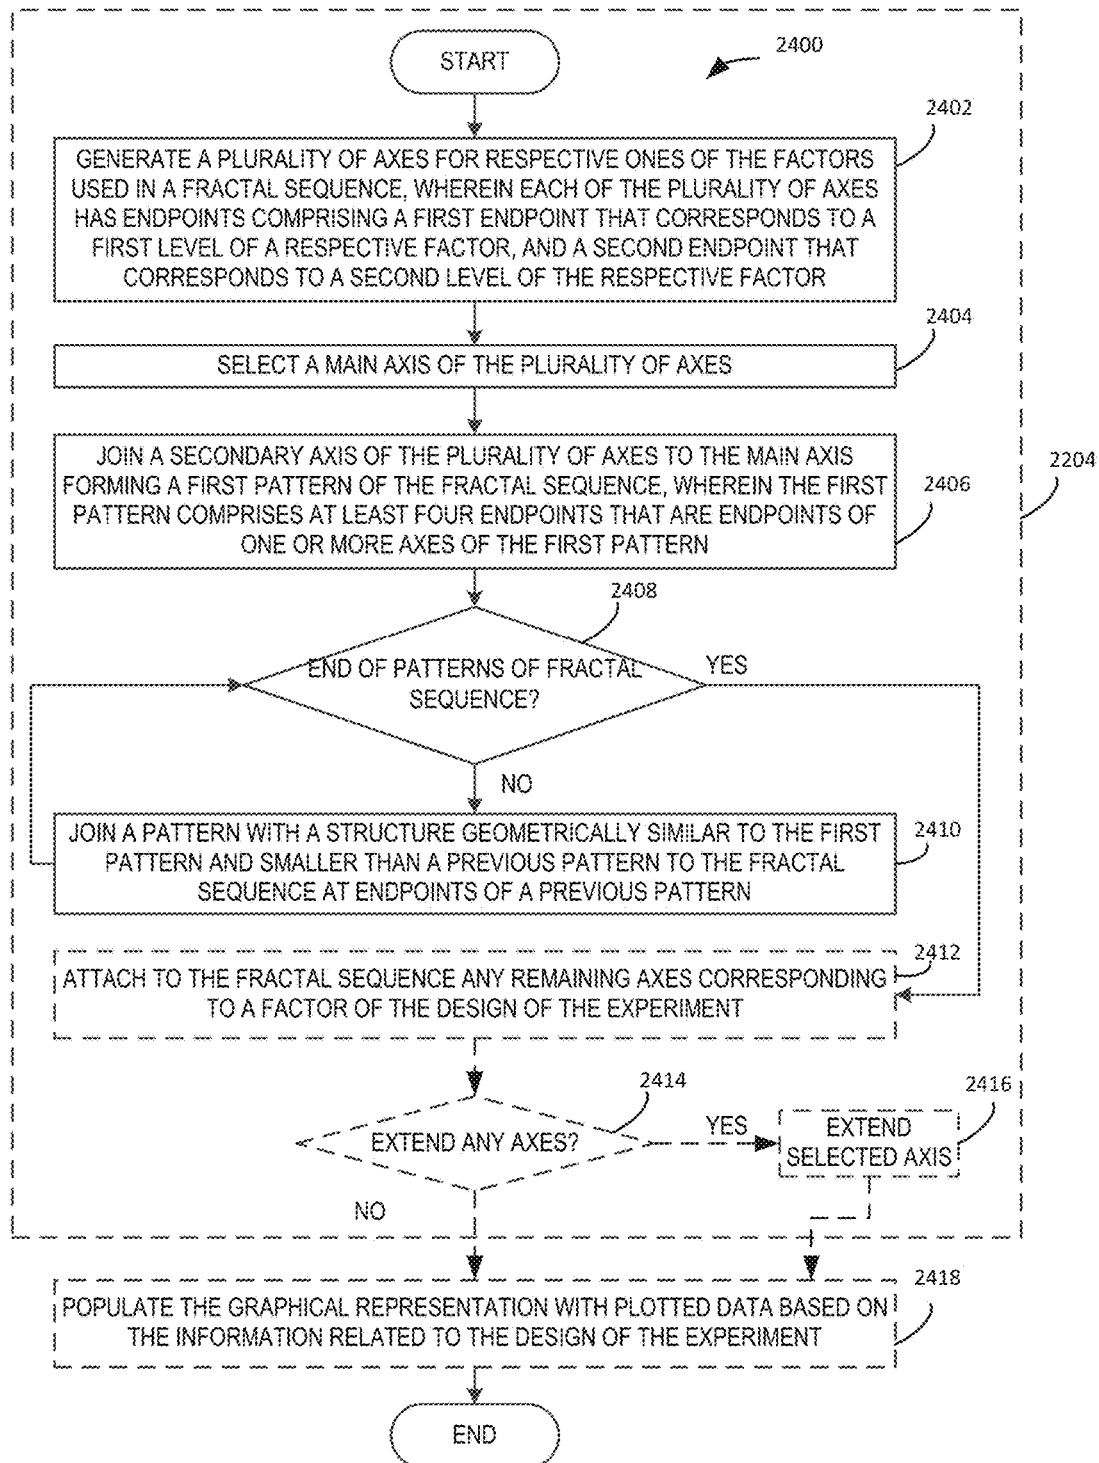 START
2400
2402
GENERATE A PLURALITY OF AXES FOR RESPECTIVE ONES OF THE FACTORS
USED IN A FRACTAL SEQUENCE, WHEREIN EACH OF THE PLURALITY OF AXES
HAS ENDPOINTS COMPRISING A FIRST ENDPOINT THAT CORRESPONDS TO A
FIRST LEVEL OF A RESPECTIVE FACTOR, AND A SECOND ENDPOINT THAT
CORRESPONDS TO A SECOND LEVEL OF THE RESPECTIVE FACTOR
2404
SELECT A MAIN AXIS OF THE PLURALITY OF AXES
2204
JOIN A SECONDARY AXIS OF THE PLURALITY OF AXES TO THE MAIN AXIS
FORMING A FIRST PATTERN OF THE FRACTAL SEQUENCE, WHEREIN THE FIRST
PATTERN COMPRISES AT LEAST FOUR ENDPOINTS THAT ARE ENDPOINTS OF
ONE OR MORE AXES OF THE FIRST PATTERN
2406
2408
END OF PATTERNS OF FRACTAL
SEQUENCE?
YES
NO
JOIN A PATTERN WITH A STRUCTURE GEOMETRICALLY SIMILAR TO THE FIRST
PATTERN AND SMALLER THAN A PREVIOUS PATTERN TO THE FRACTAL
SEQUENCE AT ENDPOINTS OF A PREVIOUS PATTERN
2410
2412
ATTACH TO THE FRACTAL SEQUENCE ANY REMAINING AXES CORRESPONDING
TO A FACTOR OF THE DESIGN OF THE EXPERIMENT
2414
EXTEND ANY AXES?
YES
2416
EXTEND
SELECTED AXIS
NO
2418
POPULATE THE GRAPHICAL REPRESENTATION WITH PLOTTED DATA BASED ON
THE INFORMATION RELATED TO THE DESIGN OF THE EXPERIMENT
END